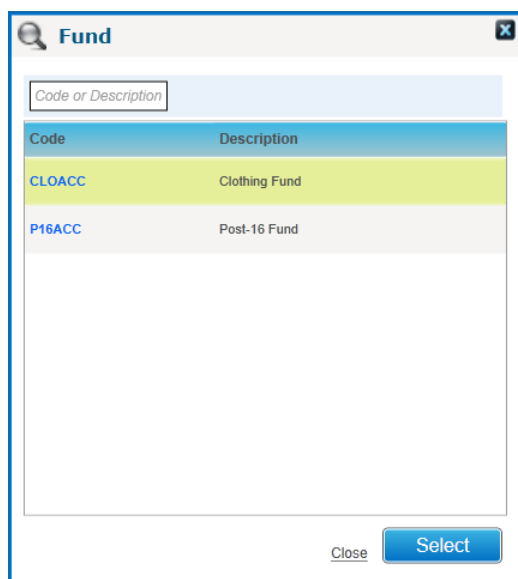 Fund
Code or Description
Code Description
CLOACC Clothing Fund
P16ACC Post-16 Fund
Close Select